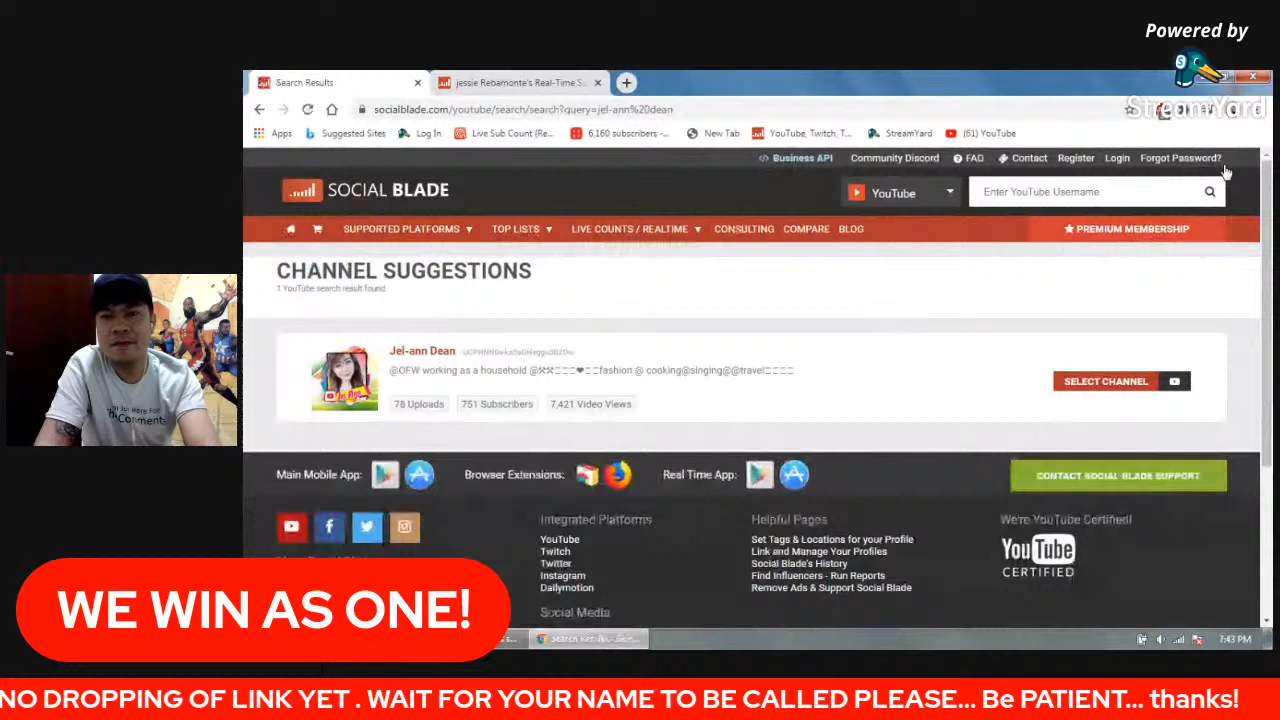 Powered by
StreamYard
Search Results
jessie Rebamonte's Real-Time S
socialblade.com/youtube/search/search?query=jel-ann%20dean
Apps
Suggested Sites
Log In
Live Sub Count (Re...
6,160 subscribers -...
New Tab
YouTube, Twitch, T...
StreamYard
(61) YouTube
</> Business API
Community Discord
FAQ
Contact
Register
Login
Forgot Password?
SOCIAL BLADE
YouTube
Enter YouTube Username
SUPPORTED PLATFORMS
TOP LISTS
LIVE COUNTS / REALTIME
CONSULTING
COMPARE
BLOG
PREMIUM MEMBERSHIP
CHANNEL SUGGESTIONS
1 YouTube search result found
Jel-ann Dean
@OFW working as a household @⚒⚒□□□❤□□fashion @ cooking@singing@@travel□□□□
SELECT CHANNEL
78 Uploads
751 Subscribers
7,421 Video Views
I'm Just Here For
The Comments
Main Mobile App:
Browser Extensions:
Real Time App:
CONTACT SOCIAL BLADE SUPPORT
Integrated Platforms
YouTube
Twitch
Twitter
Instagram
Dailymotion
Social Media
Helpful Pages
Set Tags & Locations for your Profile
Link and Manage Your Profiles
Social Blade's History
Find Influencers - Run Reports
Remove Ads & Support Social Blade
We're YouTube Certified!
YouTube
CERTIFIED
7:43 PM
WE WIN AS ONE!
NO DROPPING OF LINK YET . WAIT FOR YOUR NAME TO BE CALLED PLEASE... Be PATIENT... thanks!